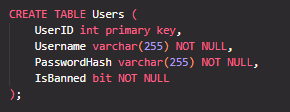 CREATE TABLE Users (
    UserID int primary key,
    Username varchar(255) NOT NULL,
    PasswordHash varchar(255) NOT NULL,
    IsBanned bit NOT NULL
);